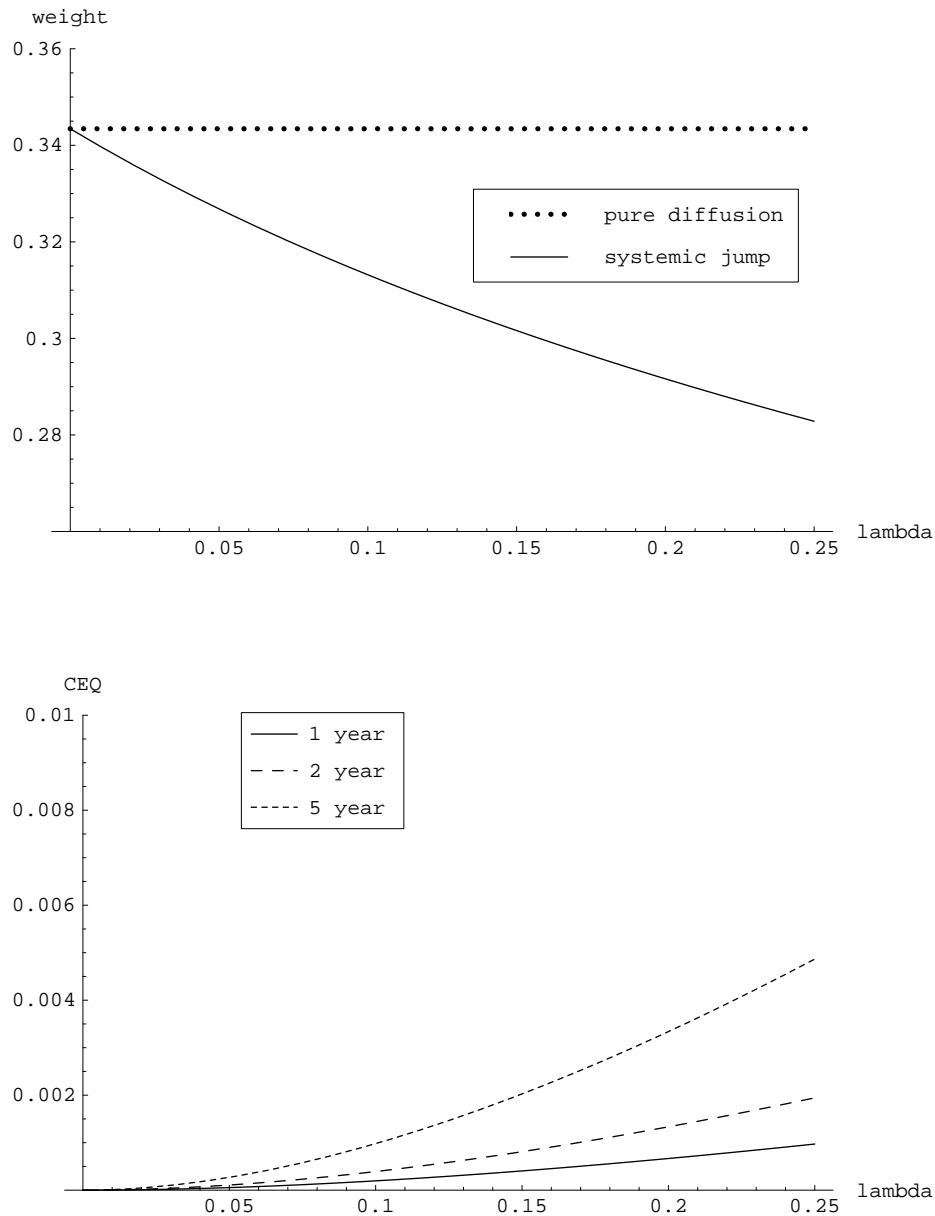 weight
0.36
0.34
0.32
0.3
0.28
pure diffusion
systemic jump
0.05 0.1 0.15 0.2 0.25
lambda
CEQ
0.01
0.008
0.006
0.004
0.002
1 year
2 year
5 year
0.05 0.1 0.15 0.2 0.25
lambda